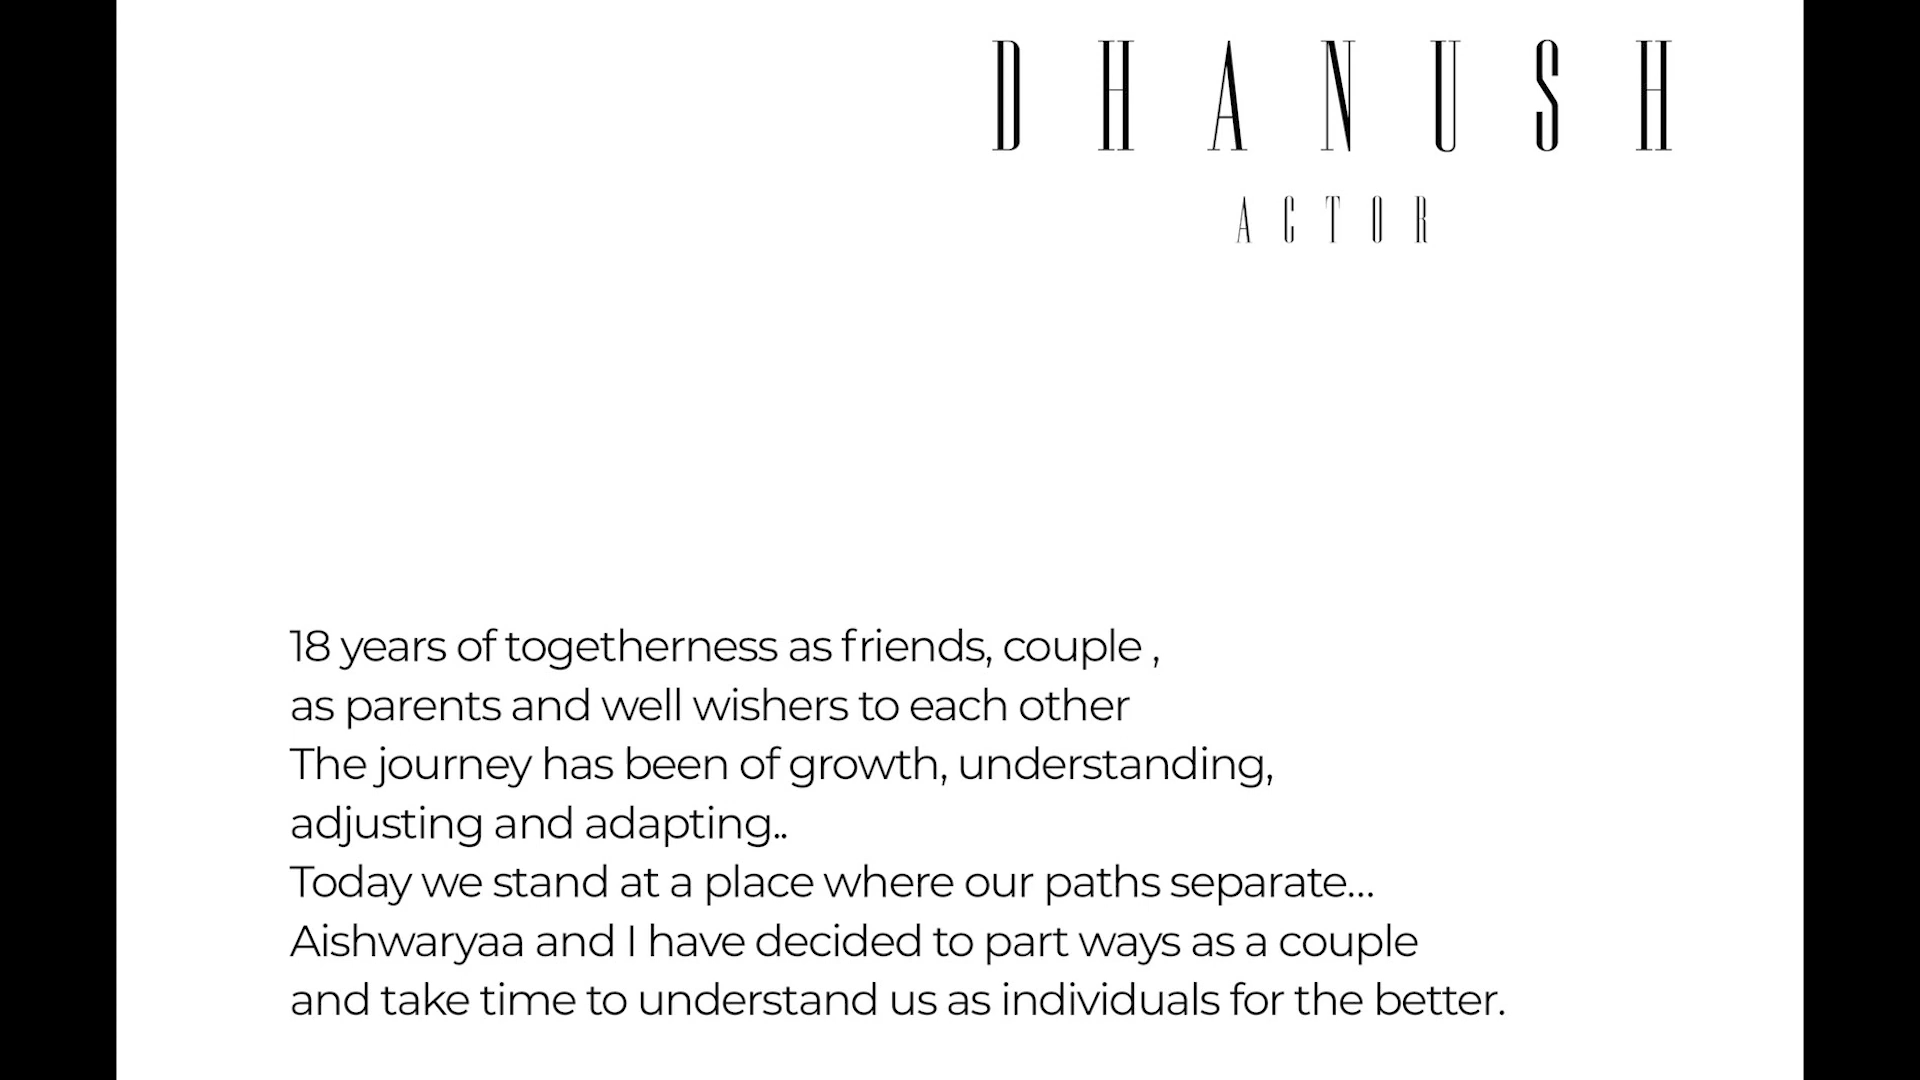 DHANUSH
ACTOR
18 years of togetherness as friends, couple ,
as parents and well wishers to each other
The journey has been of growth, understanding,
adjusting and adapting..
Today we stand at a place where our paths separate...
Aishwaryaa and I have decided to part ways as a couple
and take time to understand us as individuals for the better.